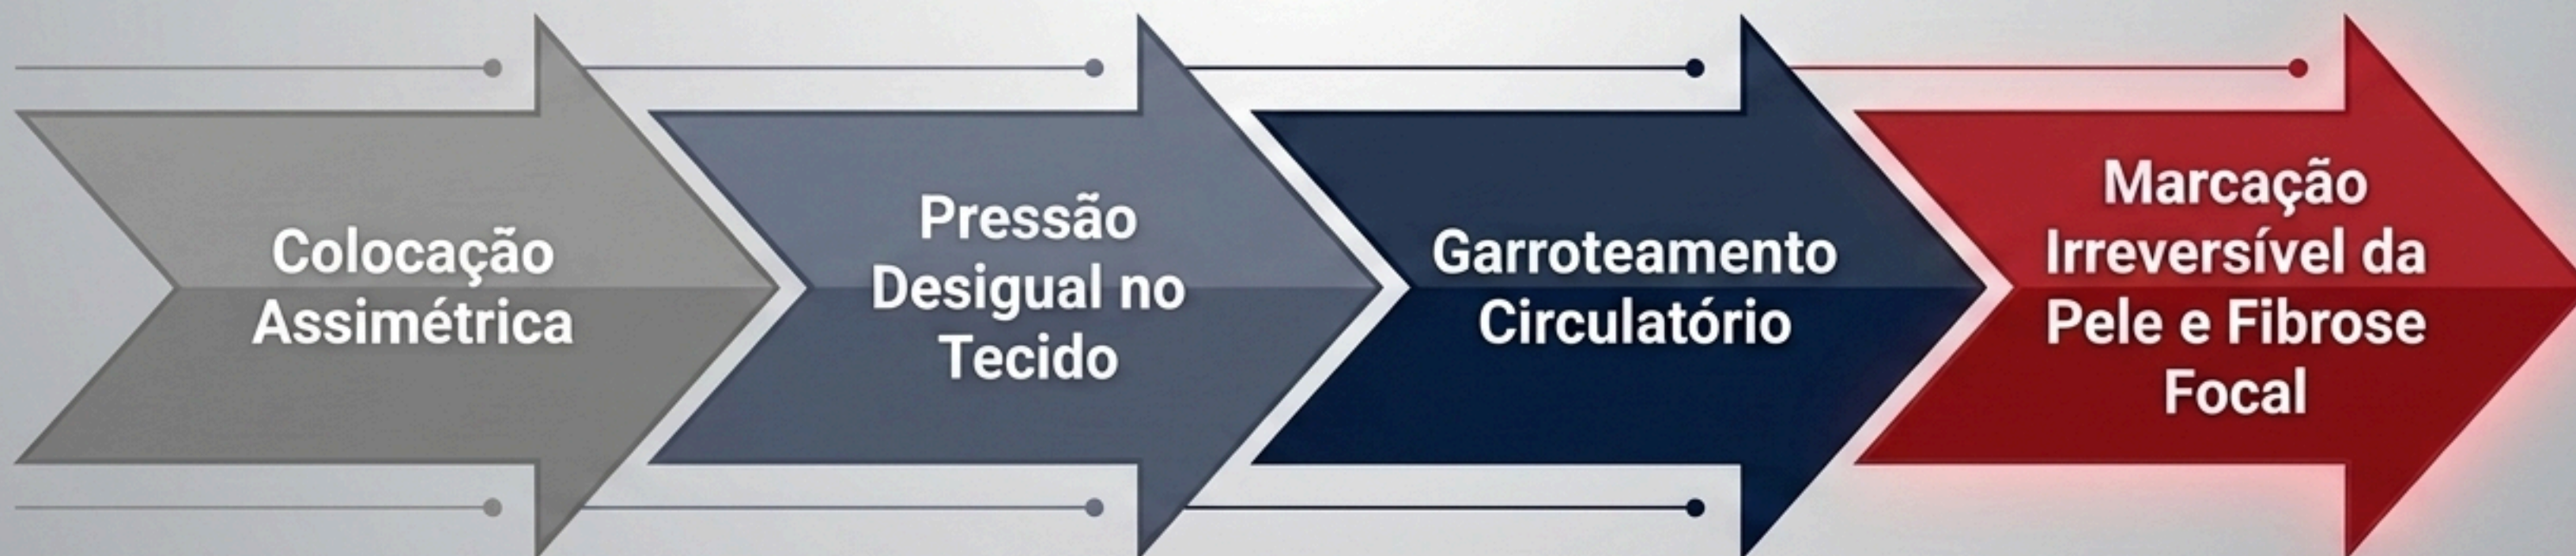 Colocação
Assimétrica
Pressão
Desigual no
Tecido
Garroteamento
Circulatório
Marcação
Irreversível da
Pele e Fibrose
Focal